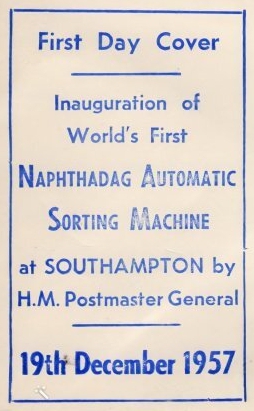 First Day Cover
Inauguration of
World's First
NAPHTHADAG AUTOMATIC
SORTING MACHINE
at SOUTHAMPTON by
H.M. Postmaster General
19th December 1957